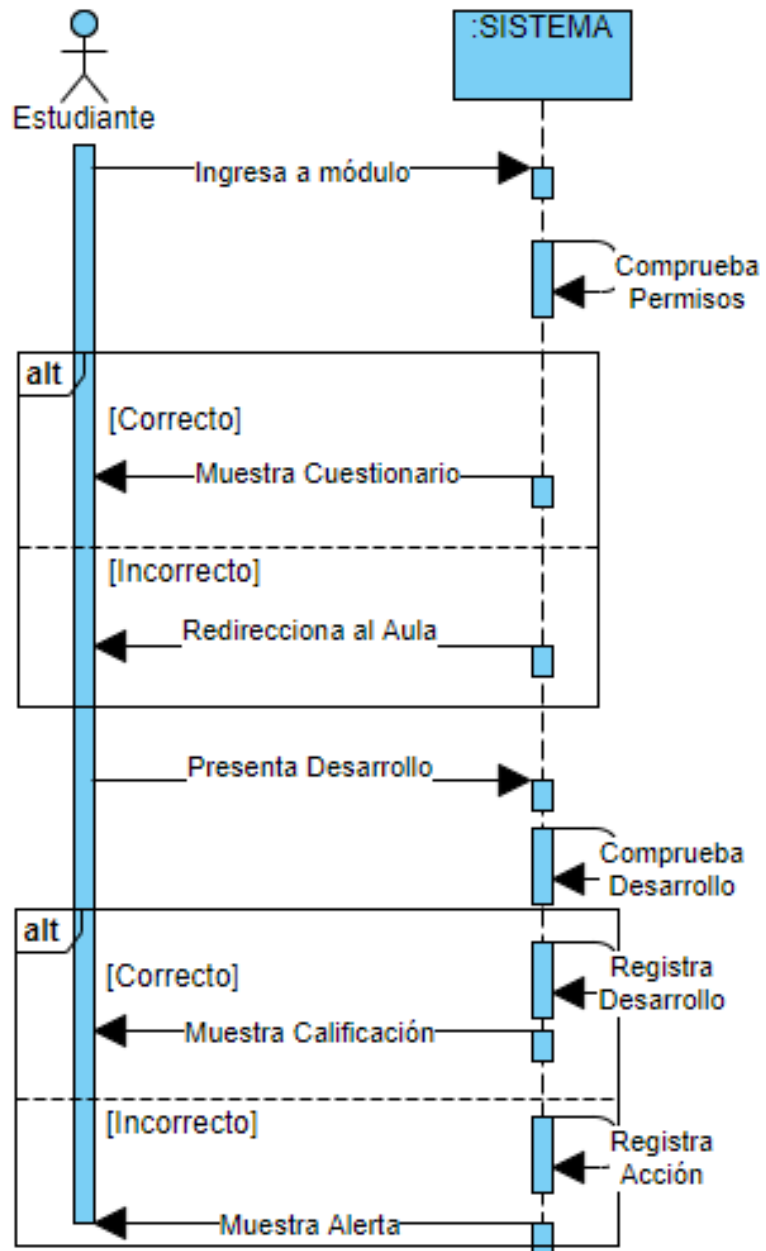 :SISTEMA
Estudiante
Ingresa a módulo
Comprueba
Permisos
alt
[Correcto]
Muestra Cuestionario
[Incorrecto]
Redirecciona al Aula
Presenta Desarrollo
Comprueba
Desarrollo
alt
[Correcto]
Registra
Desarrollo
Muestra Calificación
[Incorrecto]
Registra
Acción
Muestra Alerta